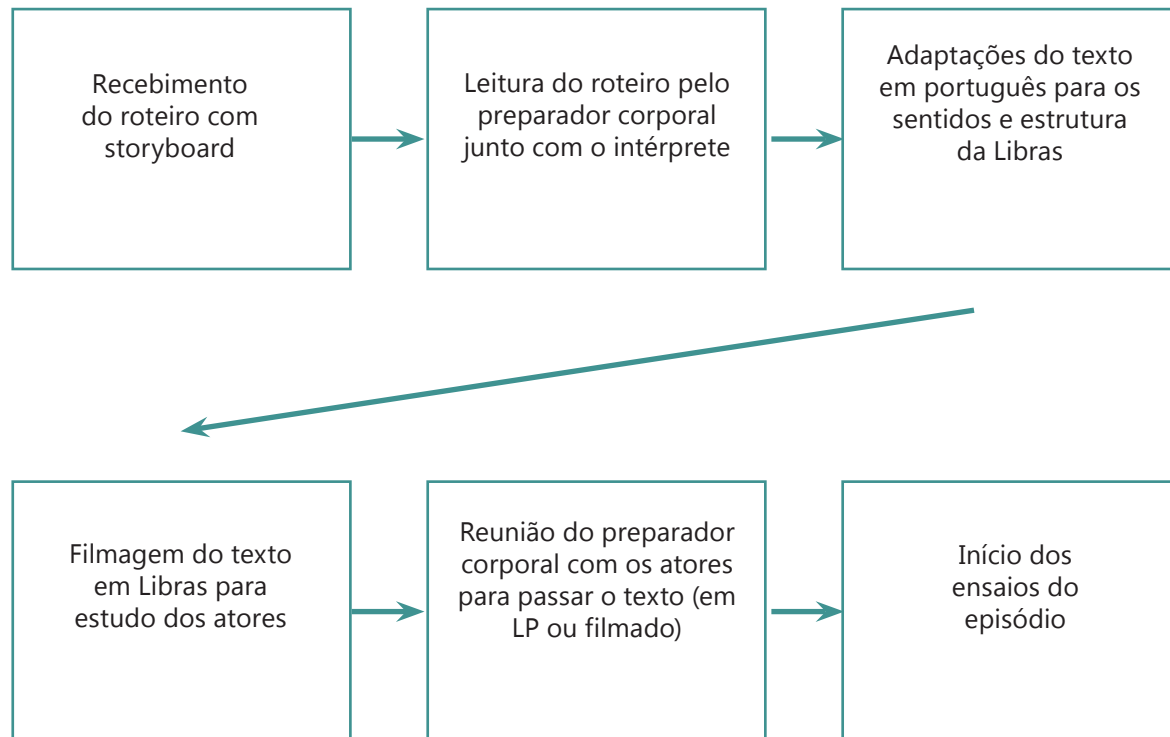 Recebimento
do roteiro com
storyboard
Leitura do roteiro pelo
preparador corporal
junto com o intérprete
Adaptações do texto
em português para os
sentidos e estrutura
da Libras
Filmagem do texto
em Libras para
estudo dos atores
Reunião do preparador
corporal com os atores
para passar o texto (em
LP ou filmado)
Início dos
ensaios do
episódio